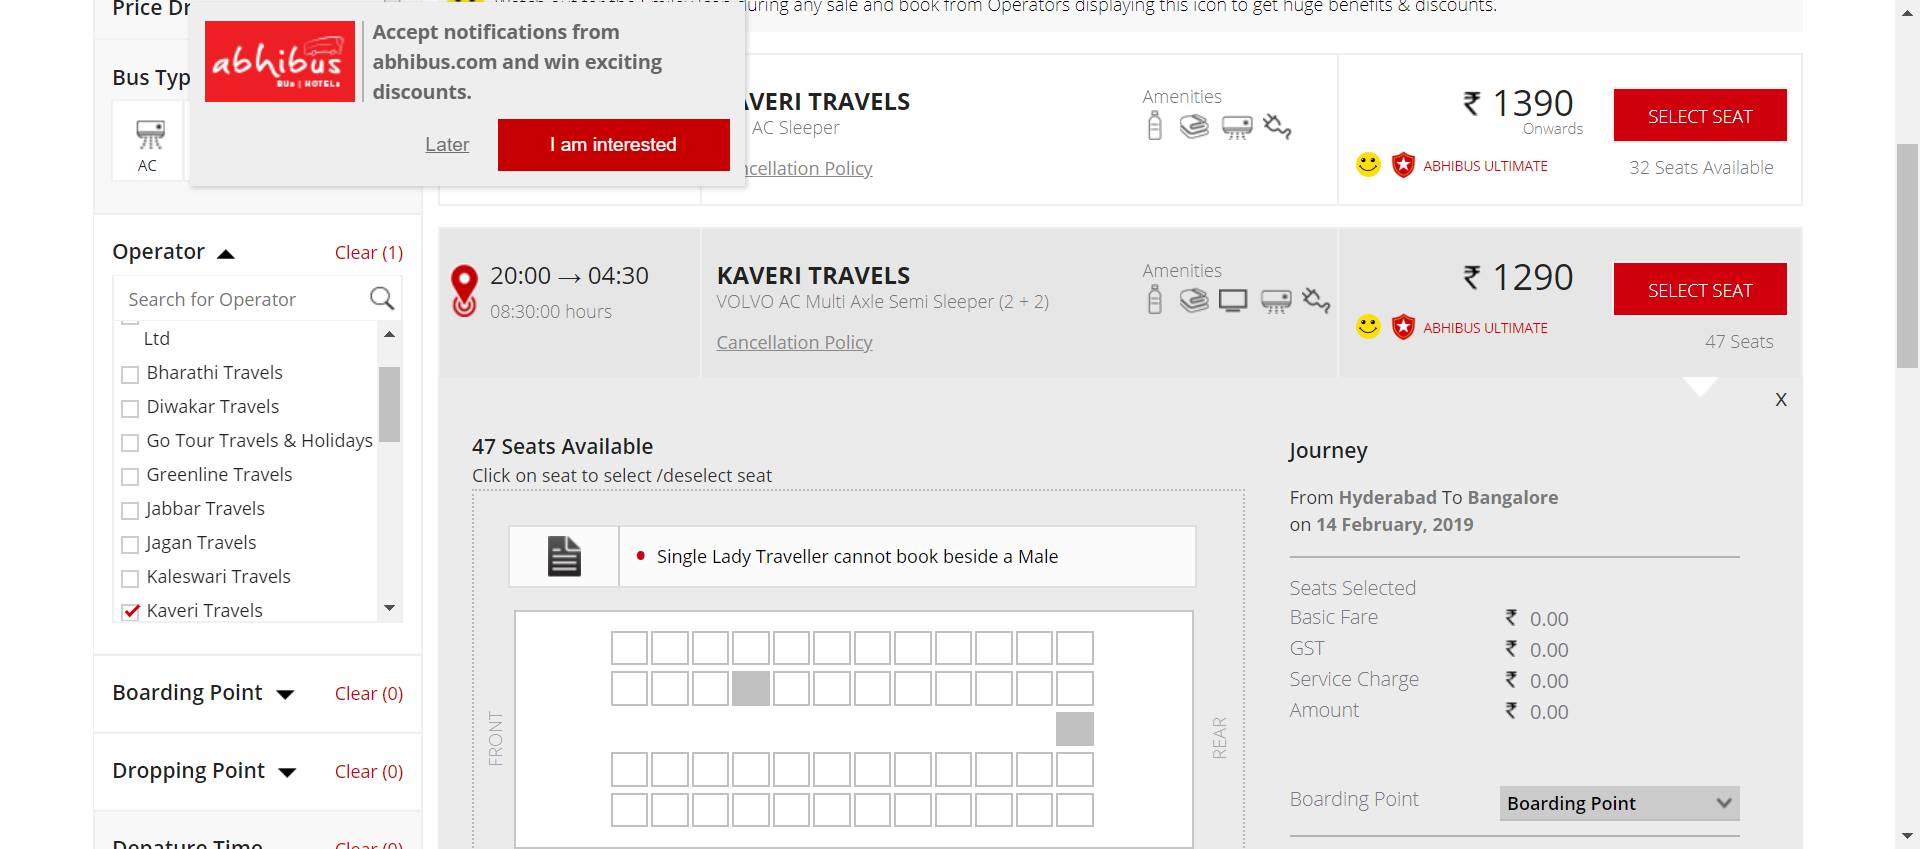 Price Dr
during any sale and book from Operators displaying this icon to get huge benefits & discounts.
abhibus
BUS | HOTELS
Accept notifications from
abhibus.com and win exciting
discounts.
Later
I am interested
Bus Typ
AC
AVERI TRAVELS
AC Sleeper
ncellation Policy
Amenities
₹ 1390
Onwards
ABHIBUS ULTIMATE
SELECT SEAT
32 Seats Available
Operator
Clear (1)
Search for Operator
Ltd
Bharathi Travels
Diwakar Travels
Go Tour Travels & Holidays
Greenline Travels
Jabbar Travels
Jagan Travels
Kaleswari Travels
Kaveri Travels
Boarding Point
Clear (0)
Dropping Point
Clear (0)
Depature Time
Clear (0)
20:00 → 04:30
08:30:00 hours
KAVERI TRAVELS
VOLVO AC Multi Axle Semi Sleeper (2 + 2)
Cancellation Policy
Amenities
₹ 1290
ABHIBUS ULTIMATE
SELECT SEAT
47 Seats
X
47 Seats Available
Click on seat to select /deselect seat
Single Lady Traveller cannot book beside a Male
FRONT
REAR
Journey
From Hyderabad To Bangalore
on 14 February, 2019
Seats Selected
Basic Fare ₹ 0.00
GST ₹ 0.00
Service Charge ₹ 0.00
Amount ₹ 0.00
Boarding Point
Boarding Point